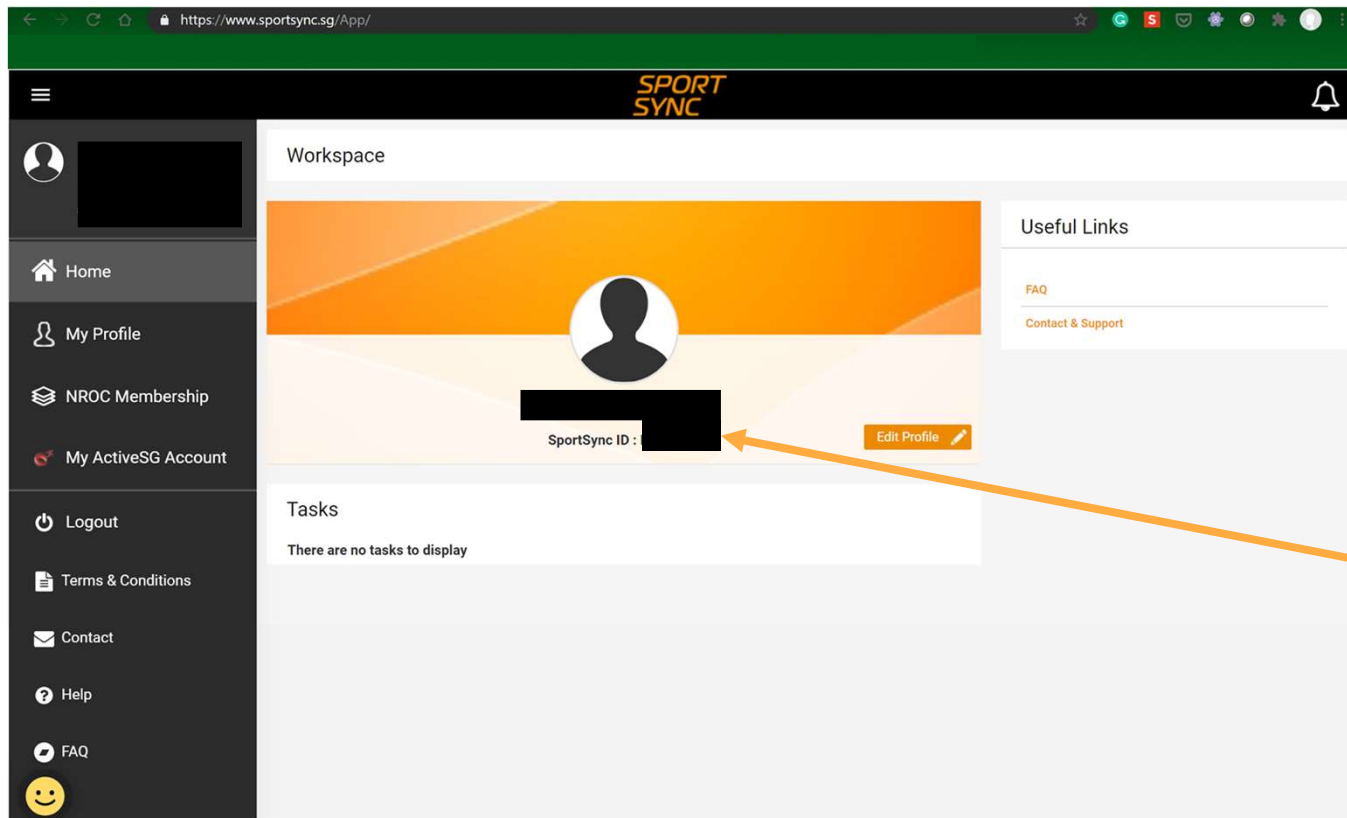 https://www.sportsync.sg/App/
SPORT
SYNC
Workspace
Useful Links
FAQ
Contact & Support
Home
My Profile
NROC Membership
My ActiveSG Account
Logout
Terms & Conditions
Contact
Help
FAQ
SportSync ID :
Edit Profile
Tasks
There are no tasks to display